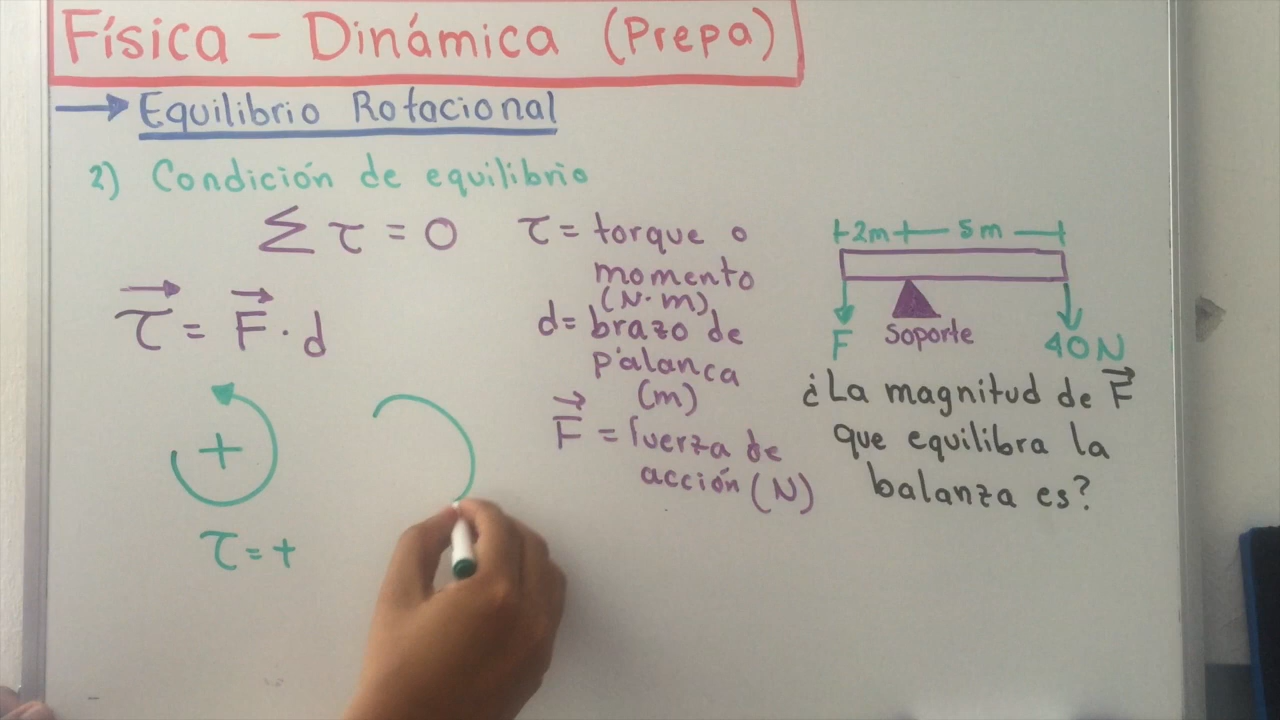 Física - Dinámica (Prepa)
→ Equilibrio Rotacional
2) Condición de equilibrio
Σ τ = 0
τ⃗ = F⃗ · d
+
τ = +
τ = torque o
momento
(N·m)
d = brazo de
palanca
(m)
F⃗ = fuerza de
acción (N)
2m 5m
F soporte 40N
¿La magnitud de F⃗
que equilibra la
balanza es?